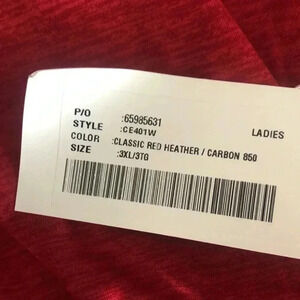 P/O :65985631
STYLE :CE401W LADIES
COLOR :CLASSIC RED HEATHER / CARBON 850
SIZE :3XL/3TG